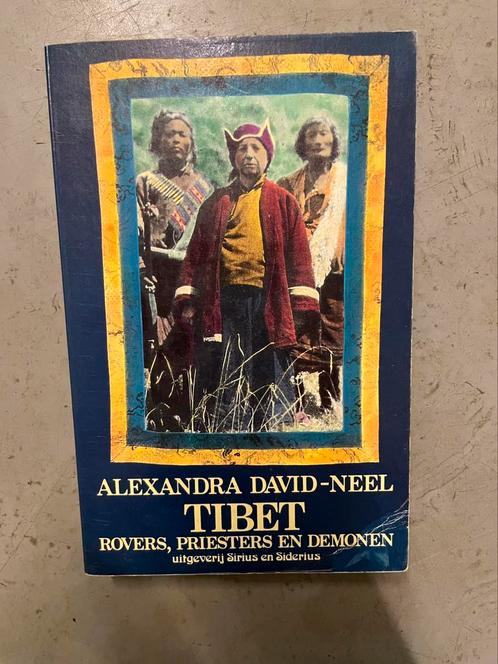 ALEXANDRA DAVID-NEEL
TIBET
ROVERS, PRIESTERS EN DEMONEN
uitgeverij Sirius en Siderius